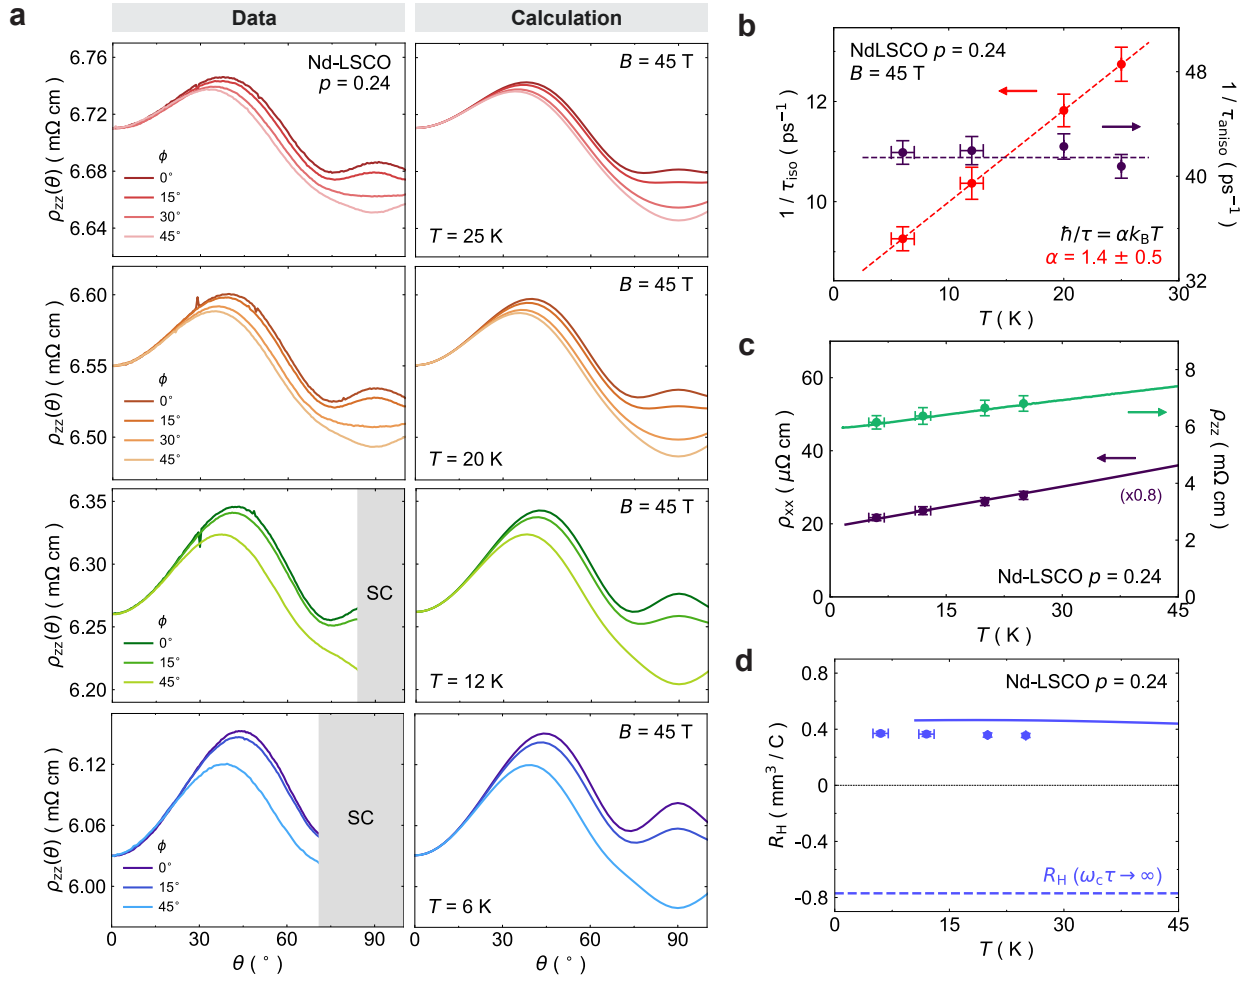 a
Data
Calculation
ρzz(θ) ( mΩ cm )
6.76
6.72
6.68
6.64
Nd-LSCO
p = 0.24
ϕ
0°
15°
30°
45°
B = 45 T
T = 25 K
ρzz(θ) ( mΩ cm )
6.60
6.55
6.50
ϕ
0°
15°
30°
45°
B = 45 T
T = 20 K
ρzz(θ) ( mΩ cm )
6.35
6.30
6.25
6.20
ϕ
0°
15°
45°
SC
B = 45 T
T = 12 K
ρzz(θ) ( mΩ cm )
6.12
6.06
6.00
ϕ
0°
15°
45°
SC
B = 45 T
T = 6 K
0 30 60 90
θ ( ° )
0 30 60 90
θ ( ° )
b
NdLSCO p = 0.24
B = 45 T
1 / τiso ( ps−1 )
12
10
1 / τaniso ( ps−1 )
48
40
32
ħ/τ = αkBT
α = 1.4 ± 0.5
0 10 20 30
T ( K )
c
ρxx ( μΩ cm )
60
40
20
0
ρzz ( mΩ cm )
8
6
4
2
0
(x0.8)
Nd-LSCO p = 0.24
0 15 30 45
T ( K )
d
Nd-LSCO p = 0.24
RH ( mm3 / C )
0.8
0.4
0
-0.4
-0.8
RH (ωcτ → ∞)
0 15 30 45
T ( K )